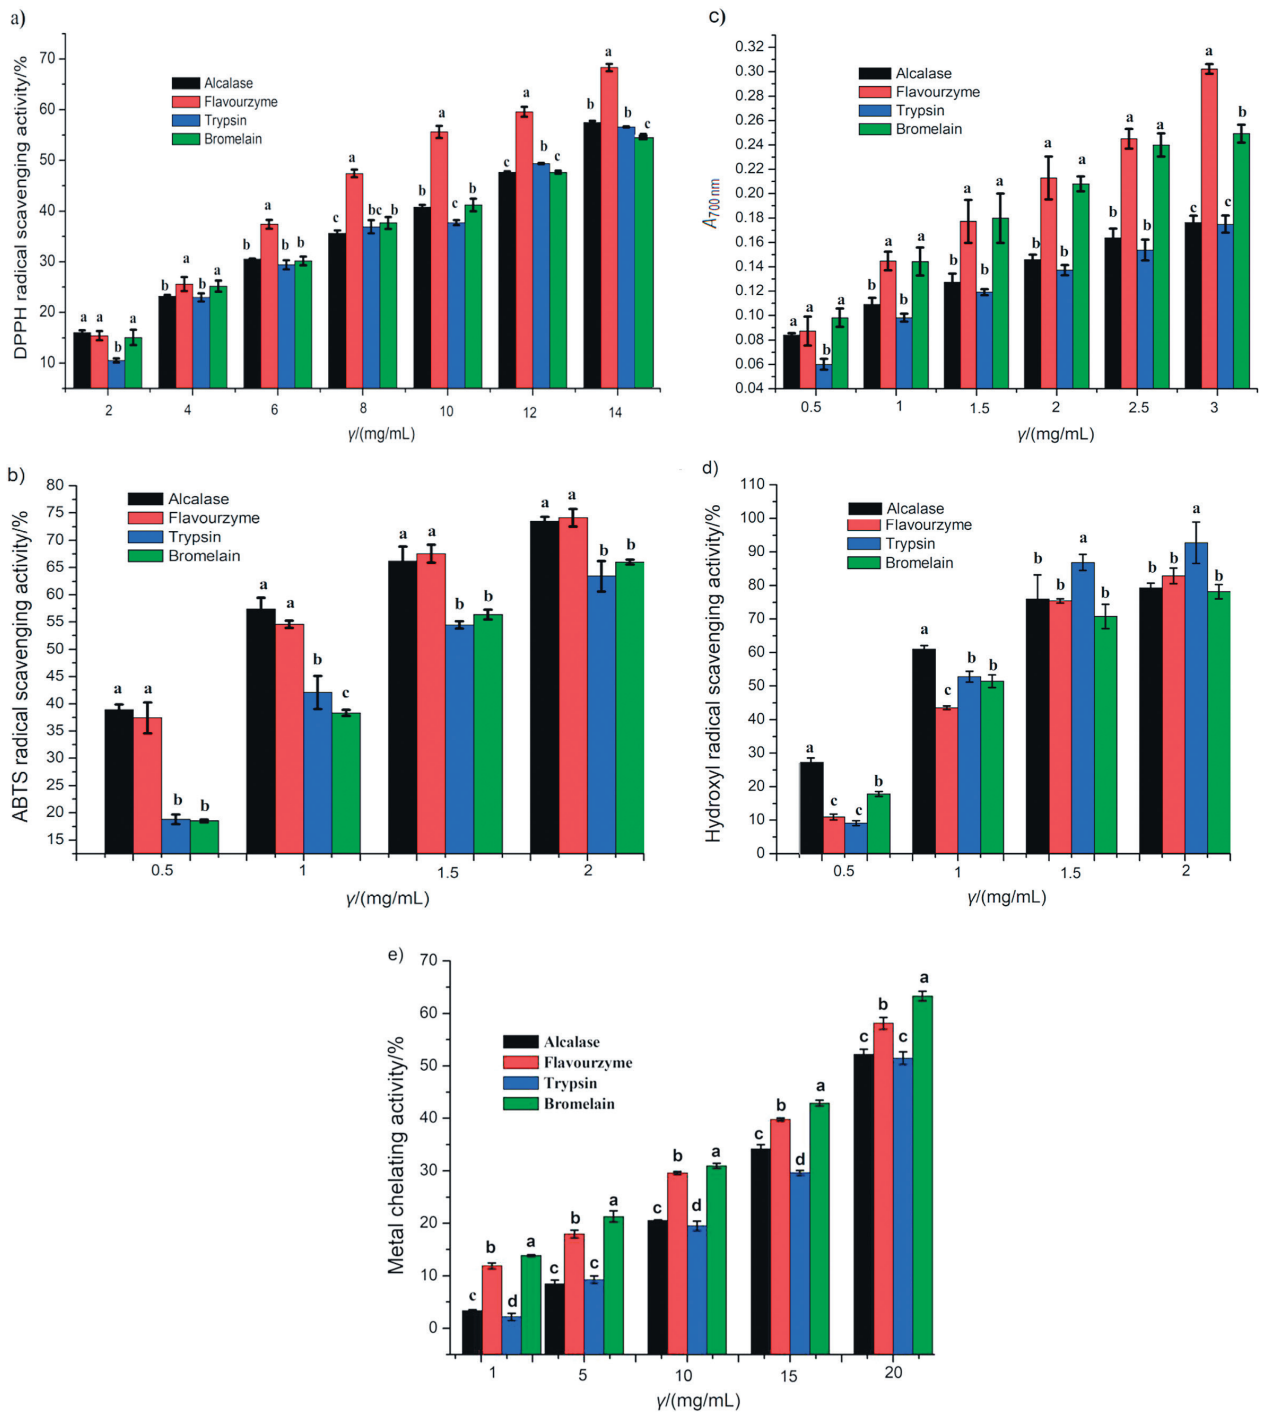 a)
DPPH radical scavenging activity/%
70
60
50
40
30
20
10
Alcalase
Flavourzyme
Trypsin
Bromelain
a a b a
b a b a
b a b b
c a bc b
b a c b
c a b c
b a b c
2 4 6 8 10 12 14
γ/(mg/mL)
c)
A700 nm
0.32
0.30
0.28
0.26
0.24
0.22
0.20
0.18
0.16
0.14
0.12
0.10
0.08
0.06
0.04
Alcalase
Flavourzyme
Trypsin
Bromelain
a a b a
b a b a
b a b a
b a b a
b a b a
c a c b
0.5 1 1.5 2 2.5 3
γ/(mg/mL)
b)
ABTS radical scavenging activity/%
80
75
70
65
60
55
50
45
40
35
30
25
20
15
Alcalase
Flavourzyme
Trypsin
Bromelain
a a b b
a a b c
a a b b
a a b b
0.5 1 1.5 2
γ/(mg/mL)
d)
Hydroxyl radical scavenging activity/%
110
100
90
80
70
60
50
40
30
20
10
0
Alcalase
Flavourzyme
Trypsin
Bromelain
a c c b
a c b b
b b a b
b b a b
0.5 1 1.5 2
γ/(mg/mL)
e)
Metal chelating activity/%
70
60
50
40
30
20
10
0
Alcalase
Flavourzyme
Trypsin
Bromelain
c b d a
c b c a
c b d a
c b d a
c b c a
1 5 10 15 20
γ/(mg/mL)